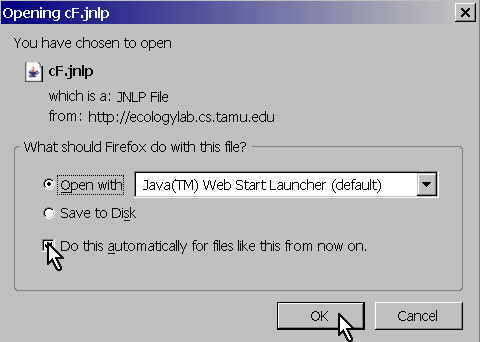 Opening cF.jnlp
You have chosen to open
cF.jnlp
which is a: JNLP File
from: http://ecologylab.cs.tamu.edu
What should Firefox do with this file?
Open with Java(TM) Web Start Launcher (default)
Save to Disk
Do this automatically for files like this from now on.
OK Cancel